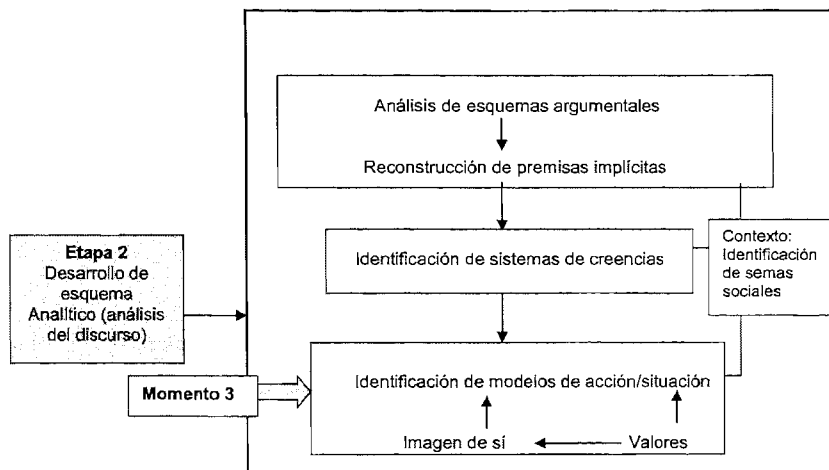 Análisis de esquemas argumentales
Reconstrucción de premisas implícitas
Etapa 2
Desarrollo de
esquema
Analítico (análisis
del discurso)
Identificación de sistemas de creencias
Contexto:
Identificación
de semas
sociales
Momento 3
Identificación de modelos de acción/situación
Imagen de sí
Valores